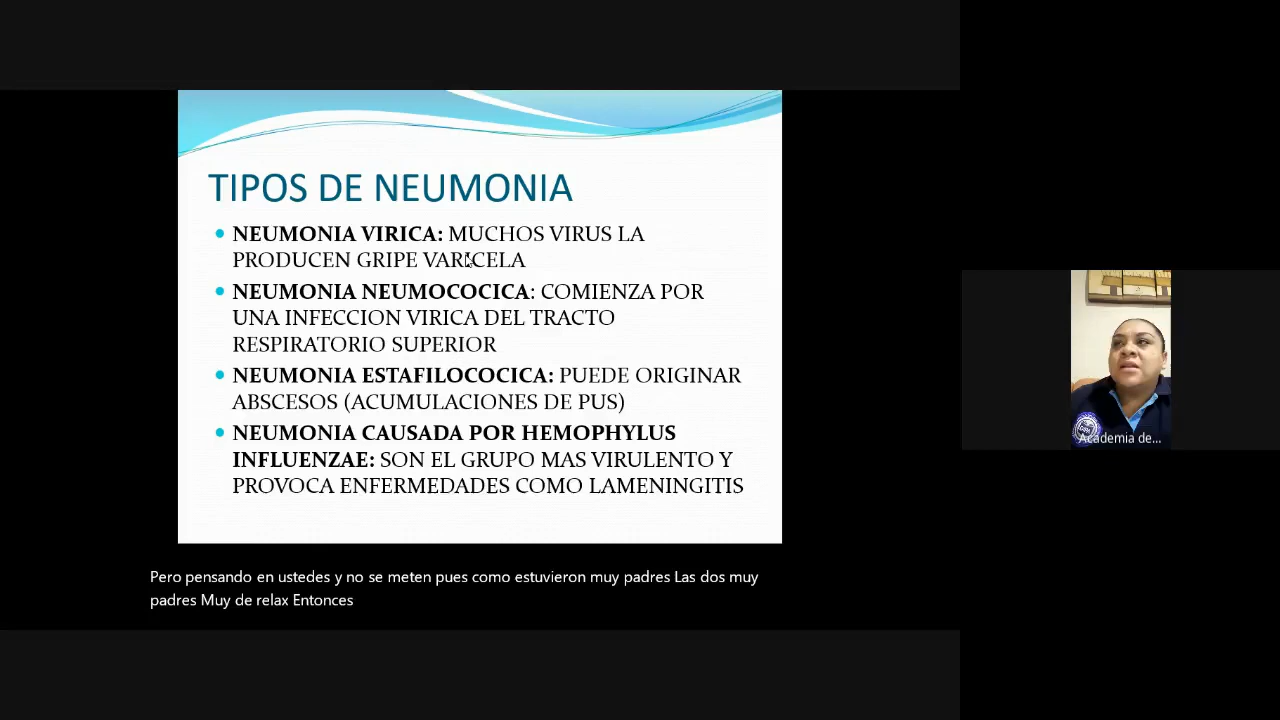 TIPOS DE NEUMONIA
• NEUMONIA VIRICA: MUCHOS VIRUS LA
PRODUCEN GRIPE VARICELA
• NEUMONIA NEUMOCOCICA: COMIENZA POR
UNA INFECCION VIRICA DEL TRACTO
RESPIRATORIO SUPERIOR
• NEUMONIA ESTAFILOCOCICA: PUEDE ORIGINAR
ABSCESOS (ACUMULACIONES DE PUS)
• NEUMONIA CAUSADA POR HEMOPHYLUS
INFLUENZAE: SON EL GRUPO MAS VIRULENTO Y
PROVOCA ENFERMEDADES COMO LAMENINGITIS
Academia de...
Pero pensando en ustedes y no se meten pues como estuvieron muy padres Las dos muy
padres Muy de relax Entonces